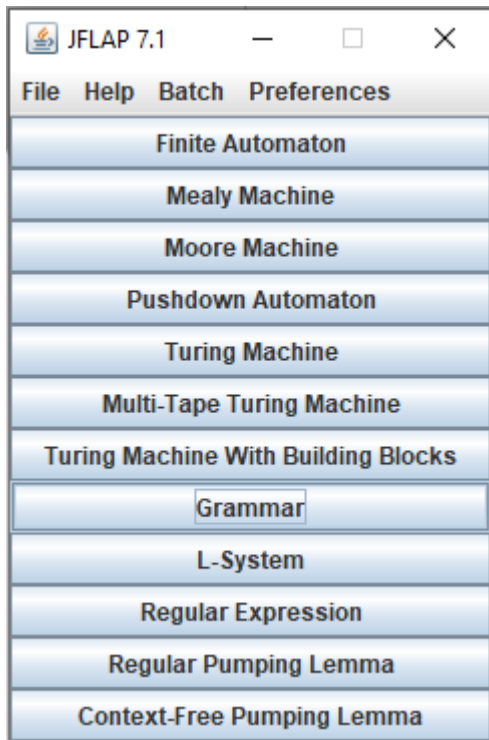 JFLAP 7.1
File Help Batch Preferences
Finite Automaton
Mealy Machine
Moore Machine
Pushdown Automaton
Turing Machine
Multi-Tape Turing Machine
Turing Machine With Building Blocks
Grammar
L-System
Regular Expression
Regular Pumping Lemma
Context-Free Pumping Lemma